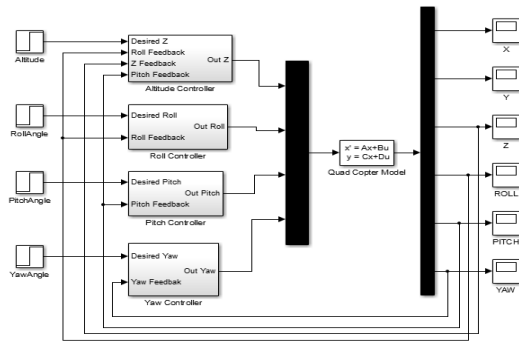 Altitude
RollAngle
PitchAngle
YawAngle
Desired Z
Roll Feedback
Z Feedback
Pitch Feedback
Out Z
Altitude Controller
Desired Roll
Roll Feedback
Out Roll
Roll Controller
Desired Pitch
Pitch Feedback
Out Pitch
Pitch Controller
Desired Yaw
Yaw Feedbak
Out Yaw
Yaw Controller
x' = Ax+Bu
y = Cx+Du
Quad Copter Model
X
Y
Z
ROLL
PITCH
YAW